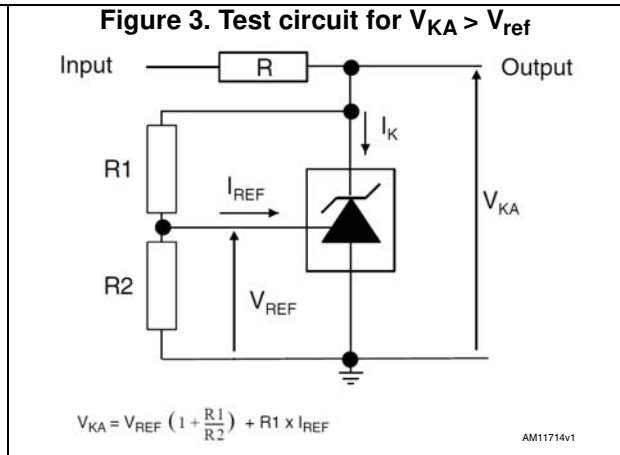 Figure 3. Test circuit for VKA > Vref
Input R Output
IK
R1
IREF
VKA
R2
VREF
VKA = VREF (1 + R1/R2) + R1 x IREF
AM11714v1